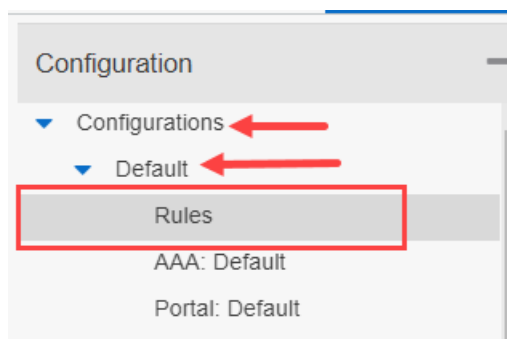 Configuration
Configurations
Default
Rules
AAA: Default
Portal: Default